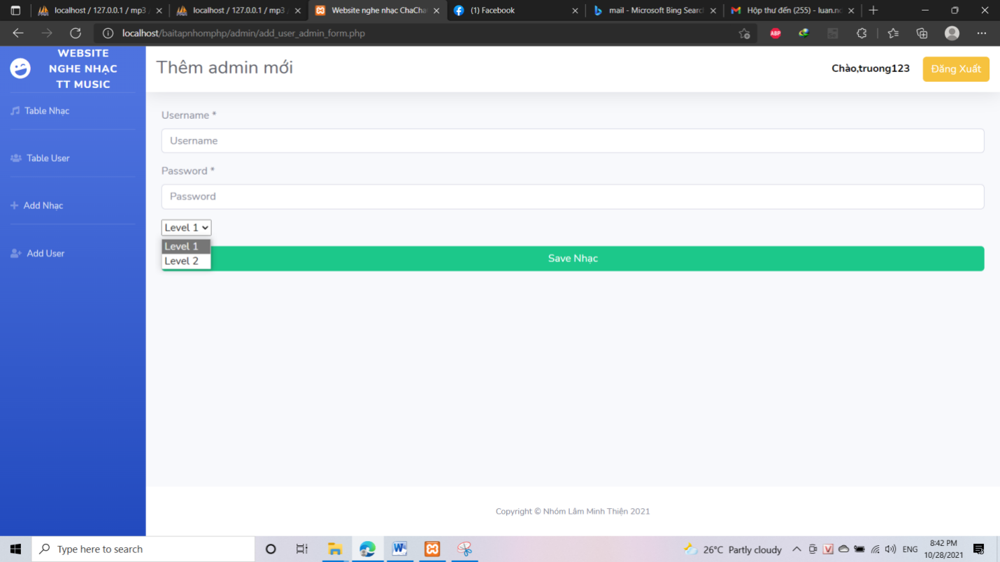 localhost / 127.0.0.1 / mp3
localhost / 127.0.0.1 / mp3
Website nghe nhạc ChaCha
(1) Facebook
mail - Microsoft Bing Search
Hộp thư đến (255) - luan.n
localhost/baitapnhomphp/admin/add_user_admin_form.php
ABP
WEBSITE
NGHE NHẠC
TT MUSIC
Thêm admin mới
Chào,truong123
Đăng Xuất
Table Nhạc
Table User
Add Nhạc
Add User
Username *
Username
Password *
Password
Level 1
Level 1
Level 2
Save Nhạc
Copyright © Nhóm Lâm Minh Thiện 2021
Type here to search
26°C Partly cloudy
ENG
8:42 PM
10/28/2021